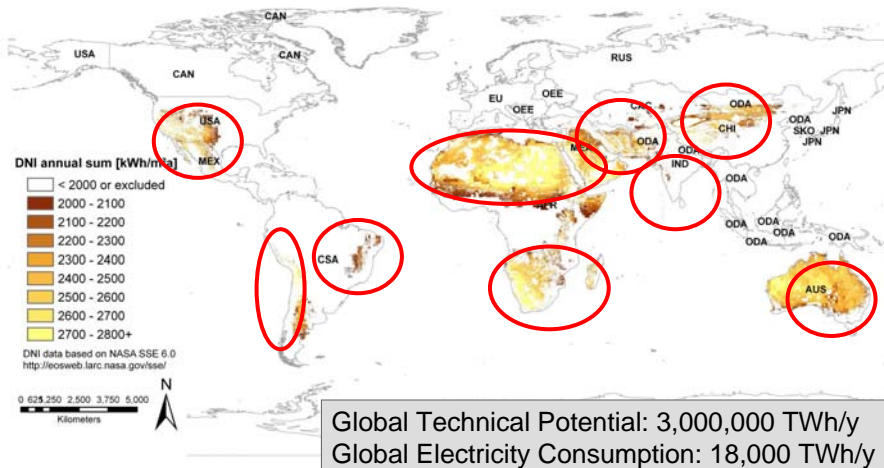 CAN
CAN
USA
CAN
RUS
EU
OEE
OEE
CAC
ODA
ODA
JPN
SKO
JPN
JPN
USA
MEX
CHI
ODA
ODA
IND
ODA
CSA
ODA
ODA
ODA
ODA
ODA
AUS
DNI annual sum [kWh/m²/a]
< 2000 or excluded
2000 - 2100
2100 - 2200
2200 - 2300
2300 - 2400
2400 - 2500
2500 - 2600
2600 - 2700
2700 - 2800+
DNI data based on NASA SSE 6.0
http://eosweb.larc.nasa.gov/sse/
N
0 625 1,250 2,500 3,750 5,000
Kilometers
Global Technical Potential: 3,000,000 TWh/y
Global Electricity Consumption: 18,000 TWh/y